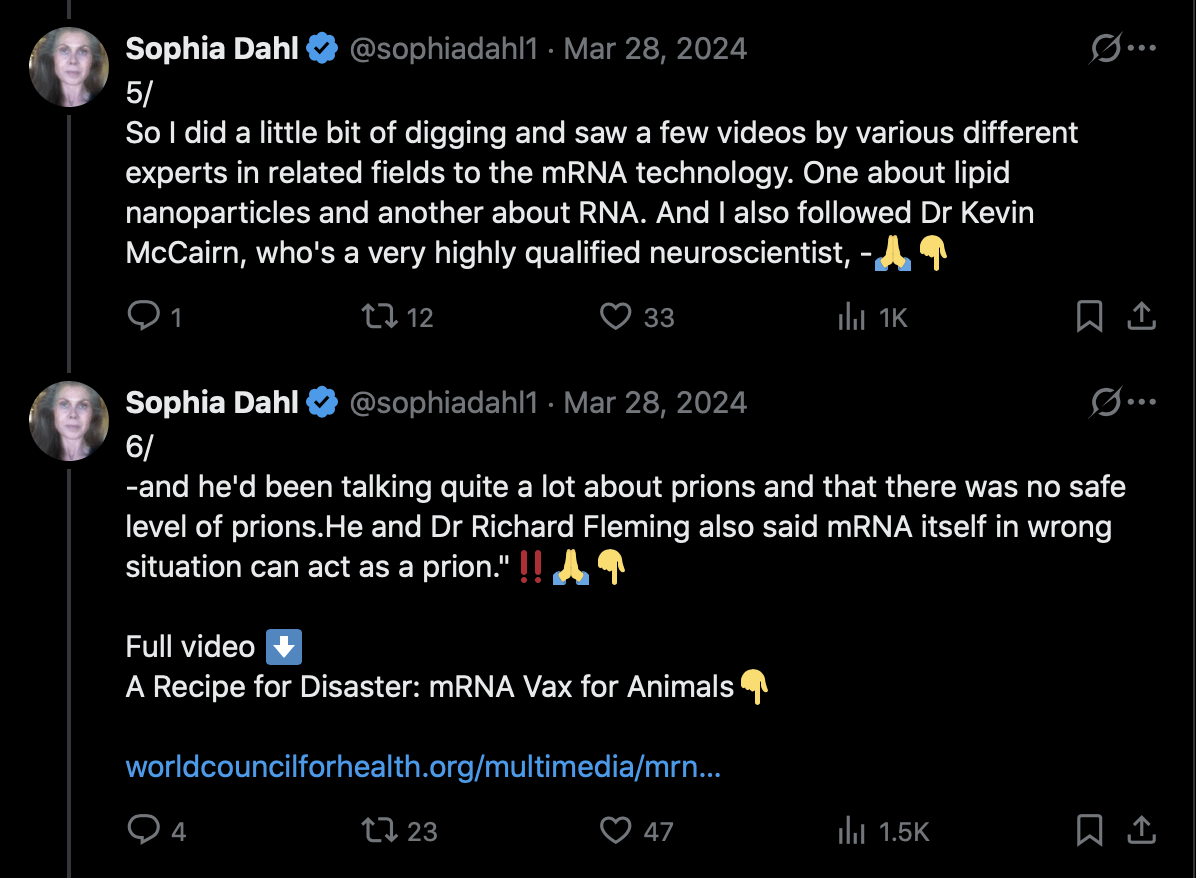 Sophia Dahl @sophiadahl1 · Mar 28, 2024
5/
So I did a little bit of digging and saw a few videos by various different
experts in related fields to the mRNA technology. One about lipid
nanoparticles and another about RNA. And I also followed Dr Kevin
McCairn, who's a very highly qualified neuroscientist, -🙏👇
1 12 33 1K
Sophia Dahl @sophiadahl1 · Mar 28, 2024
6/
-and he'd been talking quite a lot about prions and that there was no safe
level of prions.He and Dr Richard Fleming also said mRNA itself in wrong
situation can act as a prion."‼️🙏👇
Full video ⬇️
A Recipe for Disaster: mRNA Vax for Animals👇
worldcouncilforhealth.org/multimedia/mrn...
4 23 47 1.5K